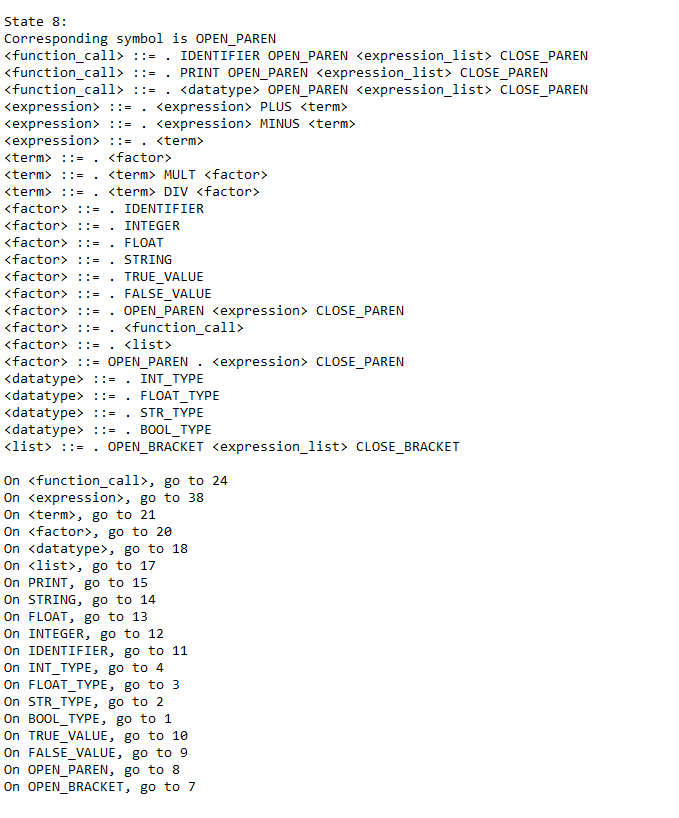 State 8:
Corresponding symbol is OPEN_PAREN
<function_call> ::= . IDENTIFIER OPEN_PAREN <expression_list> CLOSE_PAREN
<function_call> ::= . PRINT OPEN_PAREN <expression_list> CLOSE_PAREN
<function_call> ::= . <datatype> OPEN_PAREN <expression_list> CLOSE_PAREN
<expression> ::= . <expression> PLUS <term>
<expression> ::= . <expression> MINUS <term>
<expression> ::= . <term>
<term> ::= . <factor>
<term> ::= . <term> MULT <factor>
<term> ::= . <term> DIV <factor>
<factor> ::= . IDENTIFIER
<factor> ::= . INTEGER
<factor> ::= . FLOAT
<factor> ::= . STRING
<factor> ::= . TRUE_VALUE
<factor> ::= . FALSE_VALUE
<factor> ::= . OPEN_PAREN <expression> CLOSE_PAREN
<factor> ::= . <function_call>
<factor> ::= . <list>
<factor> ::= OPEN_PAREN . <expression> CLOSE_PAREN
<datatype> ::= . INT_TYPE
<datatype> ::= . FLOAT_TYPE
<datatype> ::= . STR_TYPE
<datatype> ::= . BOOL_TYPE
<list> ::= . OPEN_BRACKET <expression_list> CLOSE_BRACKET

On <function_call>, go to 24
On <expression>, go to 38
On <term>, go to 21
On <factor>, go to 20
On <datatype>, go to 18
On <list>, go to 17
On PRINT, go to 15
On STRING, go to 14
On FLOAT, go to 13
On INTEGER, go to 12
On IDENTIFIER, go to 11
On INT_TYPE, go to 4
On FLOAT_TYPE, go to 3
On STR_TYPE, go to 2
On BOOL_TYPE, go to 1
On TRUE_VALUE, go to 10
On FALSE_VALUE, go to 9
On OPEN_PAREN, go to 8
On OPEN_BRACKET, go to 7